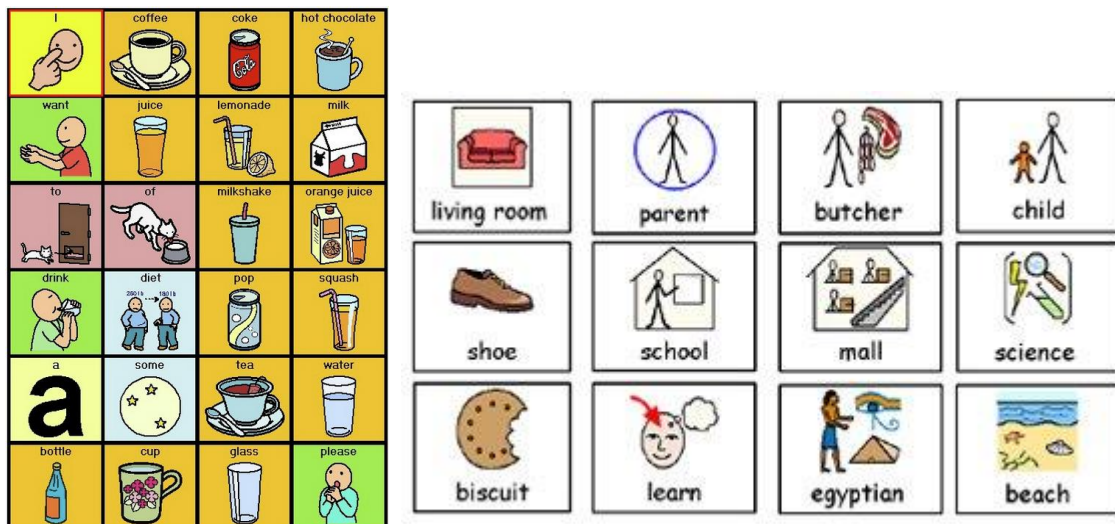 I coffee coke hot chocolate
want juice lemonade milk
to of milkshake orange juice
drink diet pop squash
a some tea water
a
bottle cup glass please
living room parent butcher child
shoe school mall science
biscuit learn egyptian beach